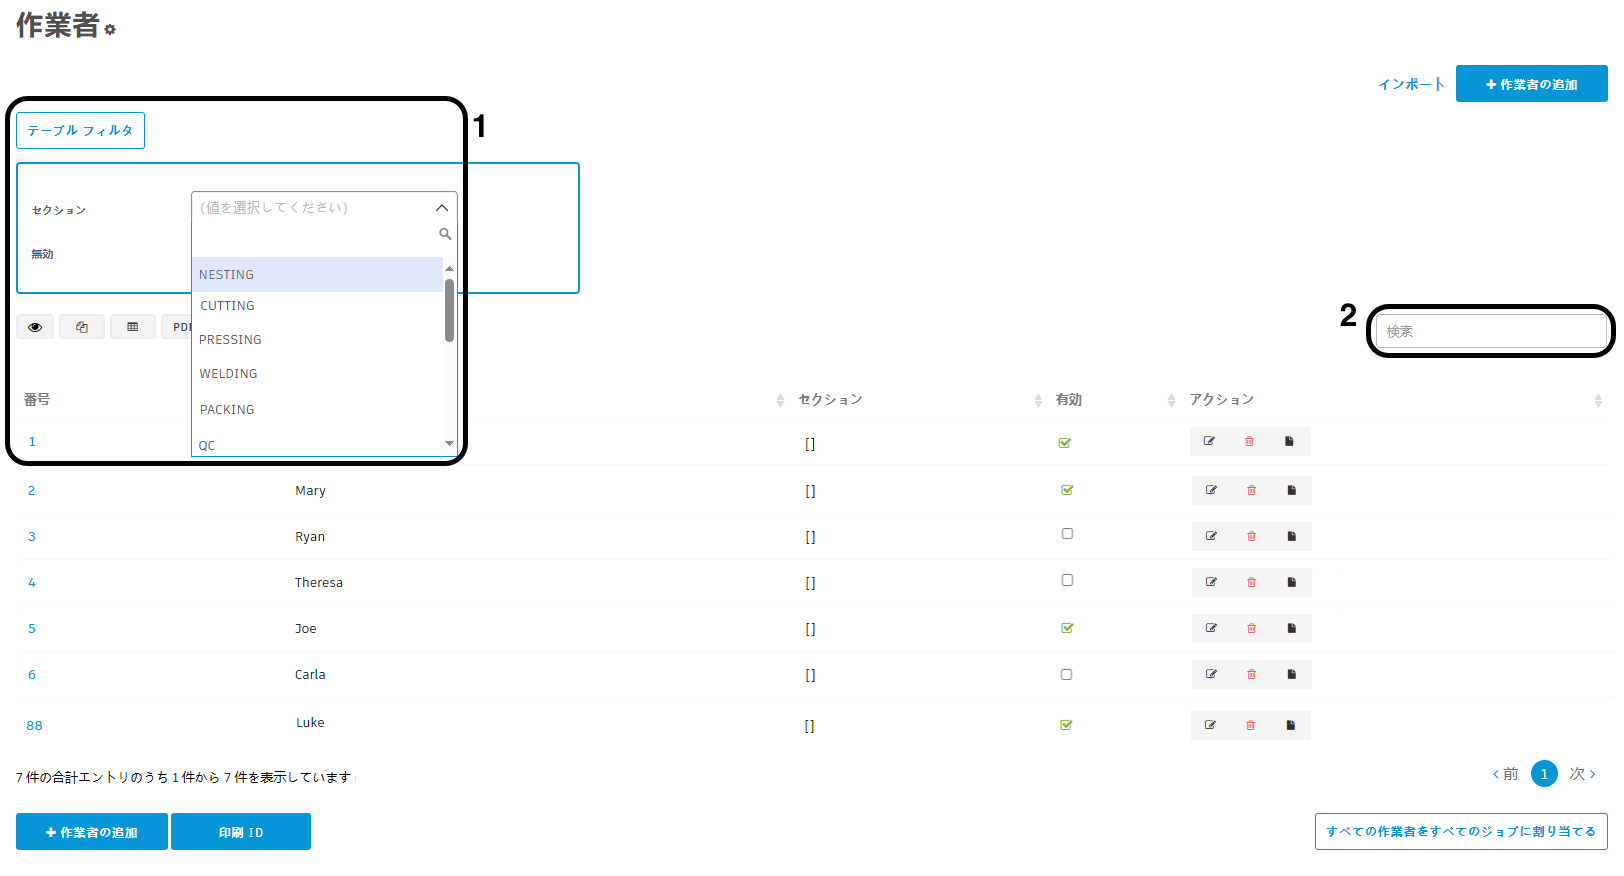 作業者
インポート
作業者の追加
1
テーブル フィルタ
セクション
(値を選択してください)
無効
NESTING
CUTTING
PRESSING
WELDING
PACKING
QC
PDF
2
検索
番号 セクション 有効 アクション
1 []
2 Mary []
3 Ryan []
4 Theresa []
5 Joe []
6 Carla []
88 Luke []
7 件の合計エントリのうち 1 件から 7 件を表示しています
前 1 次
作業者の追加
印刷 ID
すべての作業者をすべてのジョブに割り当てる